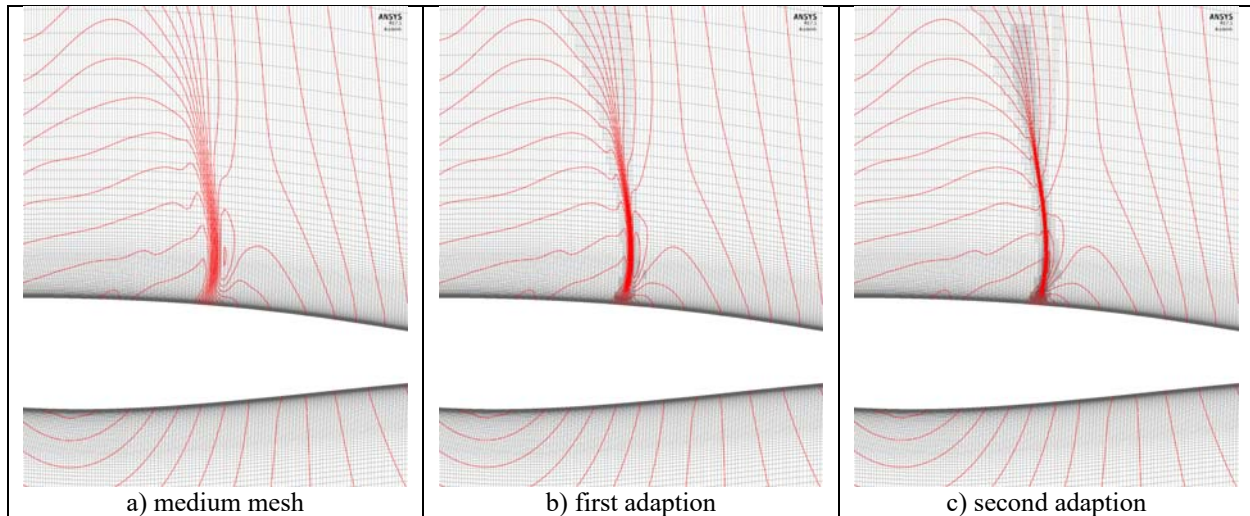 ANSYS
ANSYS
ANSYS
a) medium mesh
b) first adaption
c) second adaption